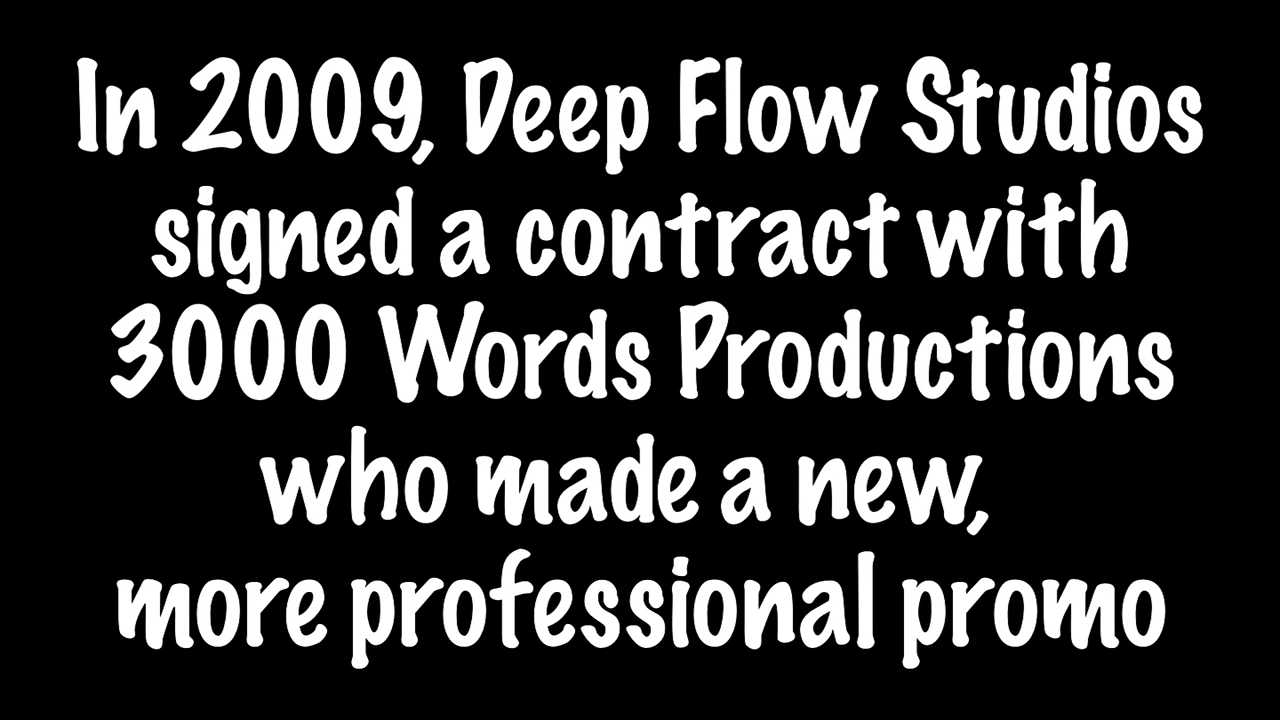 In 2009, Deep Flow Studios
signed a contract with
3000 Words Productions
who made a new,
more professional promo